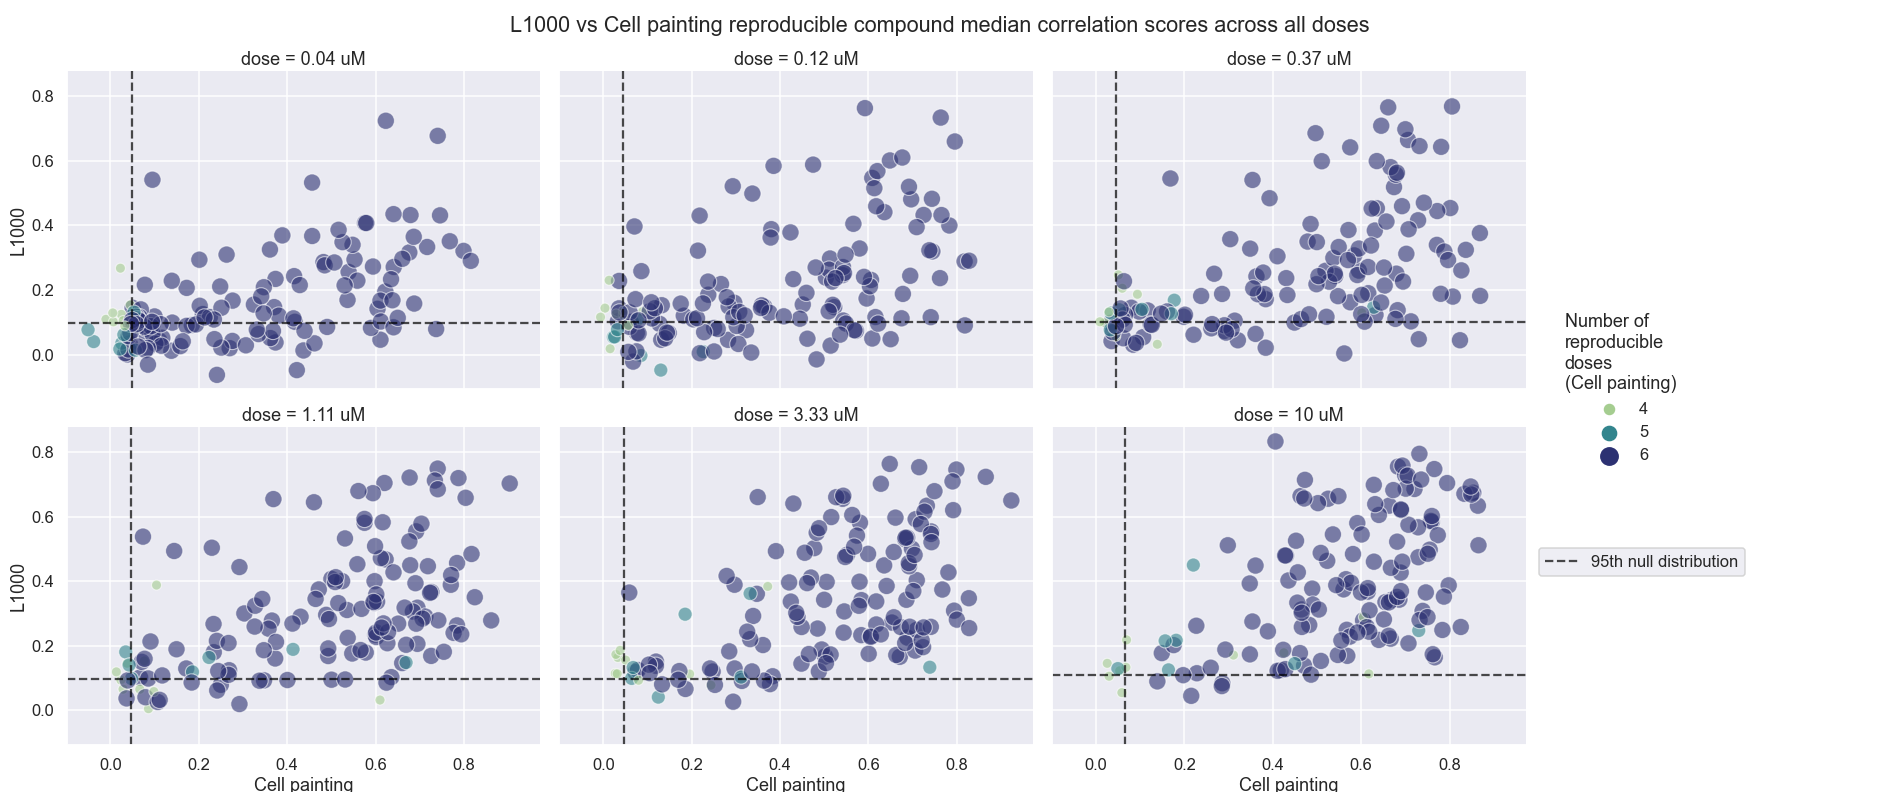 L1000 vs Cell painting reproducible compound median correlation scores across all doses
dose = 0.04 uM
dose = 0.12 uM
dose = 0.37 uM
L1000
0.8
0.6
0.4
0.2
0.0
dose = 1.11 uM
dose = 3.33 uM
dose = 10 uM
L1000
0.8
0.6
0.4
0.2
0.0
0.0 0.2 0.4 0.6 0.8
0.0 0.2 0.4 0.6 0.8
0.0 0.2 0.4 0.6 0.8
Cell painting
Cell painting
Cell painting
Number of
reproducible
doses
(Cell painting)
4
5
6
95th null distribution